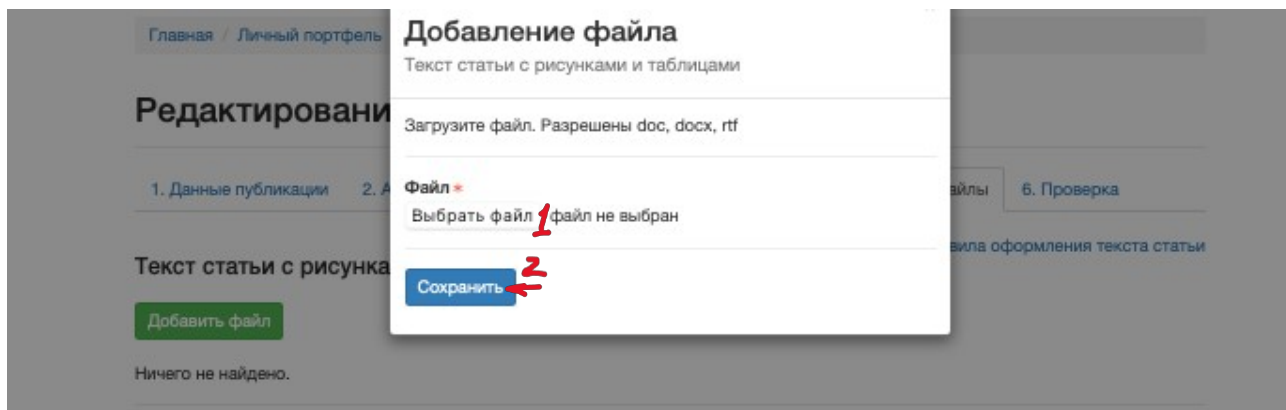 Главная / Личный портфель
Добавление файла
Текст статьи с рисунками и таблицами
Редактировани
Загрузите файл. Разрешены doc, docx, rtf
1. Данные публикации 2. А
Файл *
айлы 6. Проверка
Выбрать файл 1 файл не выбран
вила оформления текста статьи
Текст статьи с рисунка
Сохранить 2
Добавить файл
Ничего не найдено.